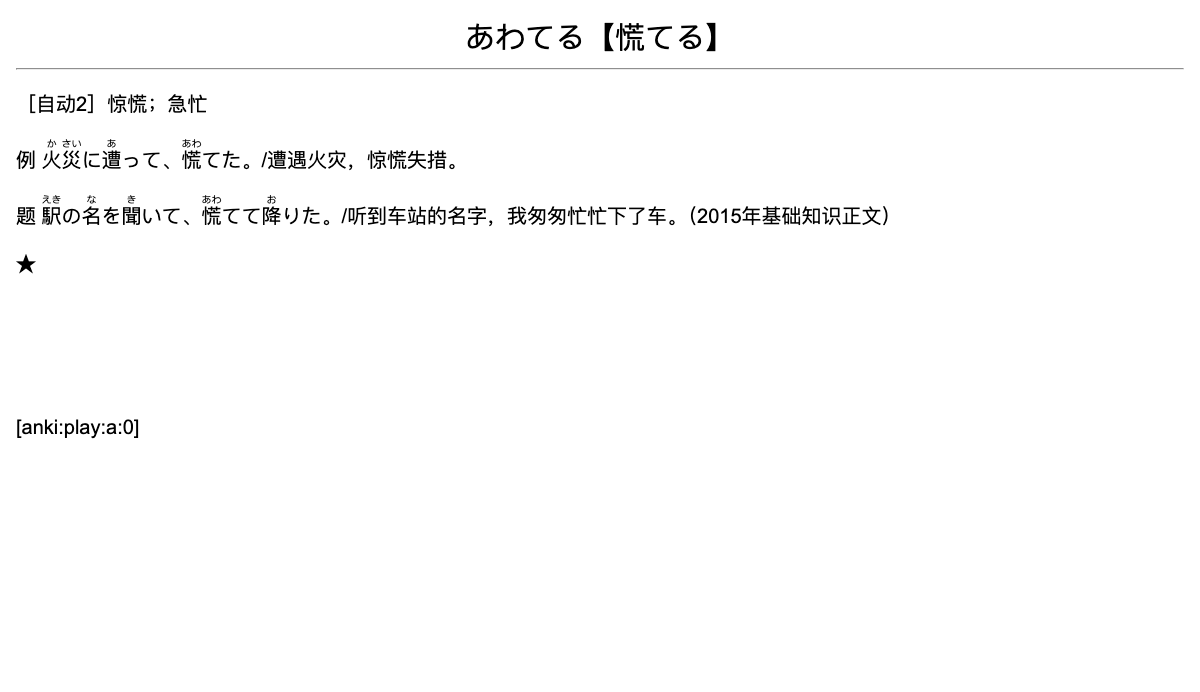 あわてる【慌てる】
［自动2］惊慌；急忙
か さい あ あわ
例 火災に遭って、慌てた。/遭遇火灾，惊慌失措。
えき な き あわ お
题 駅の名を聞いて、慌てて降りた。/听到车站的名字，我匆匆忙忙下了车。（2015年基础知识正文）
★
[anki:play:a:0]